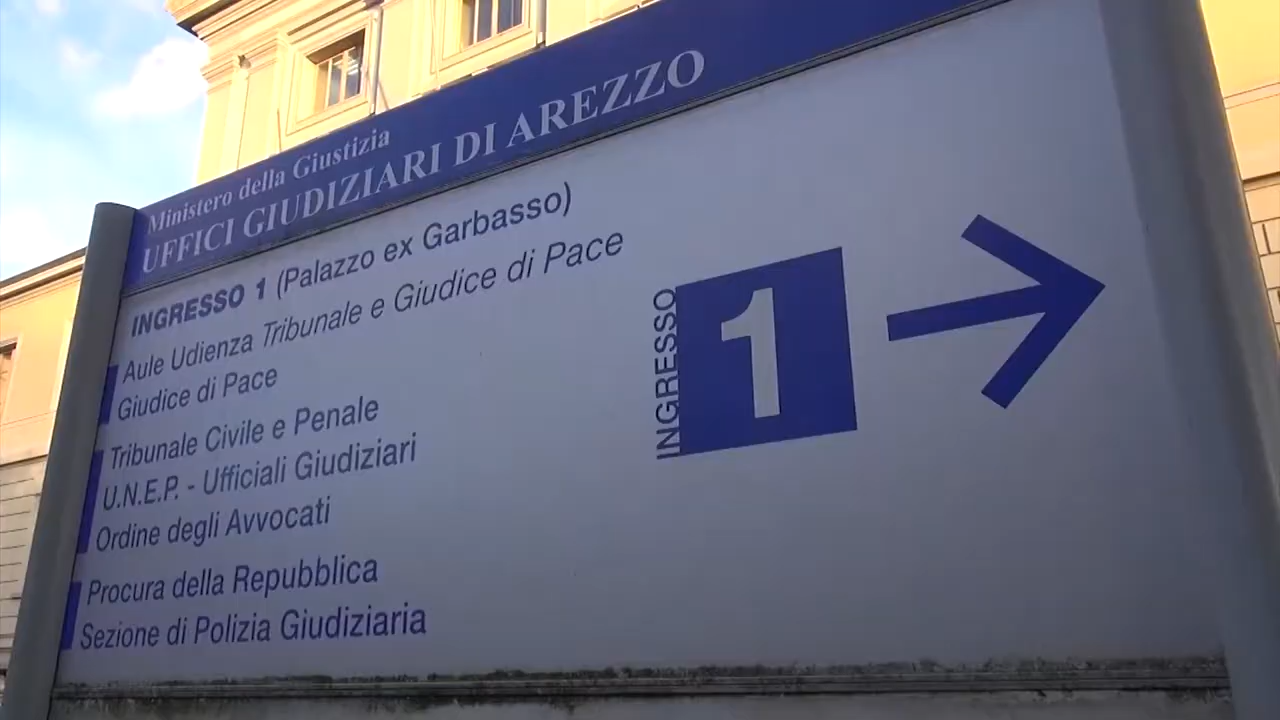 Ministero della Giustizia
UFFICI GIUDIZIARI DI AREZZO
INGRESSO 1 (Palazzo ex Garbasso)
Aule Udienza Tribunale e Giudice di Pace
Giudice di Pace
Tribunale Civile e Penale
U.N.E.P. - Ufficiali Giudiziari
Ordine degli Avvocati
Procura della Repubblica
Sezione di Polizia Giudiziaria
INGRESSO
1